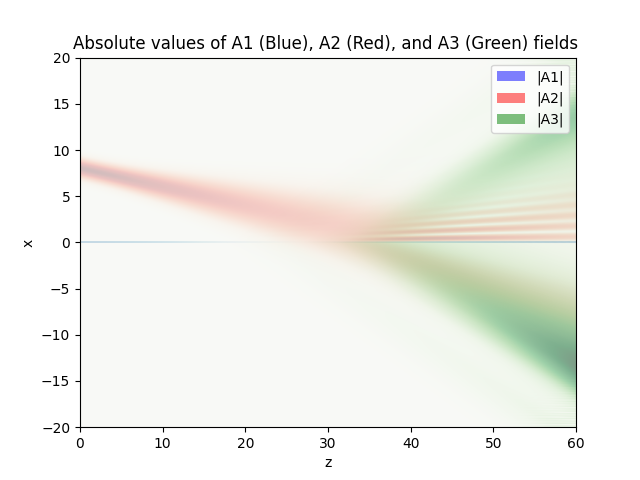 Absolute values of A1 (Blue), A2 (Red), and A3 (Green) fields
|A1|
|A2|
|A3|
20
15
10
5
0
−5
−10
−15
−20
x
0 10 20 30 40 50 60
z